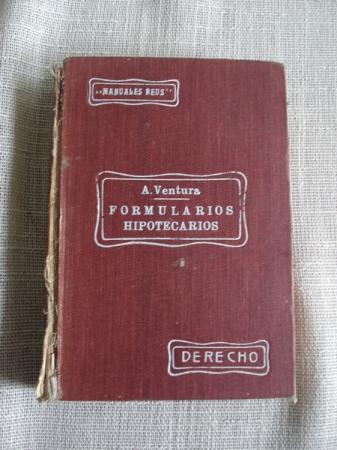 "MANUALES REUS"
A. Ventura
FORMULARIOS
HIPOTECARIOS
DERECHO